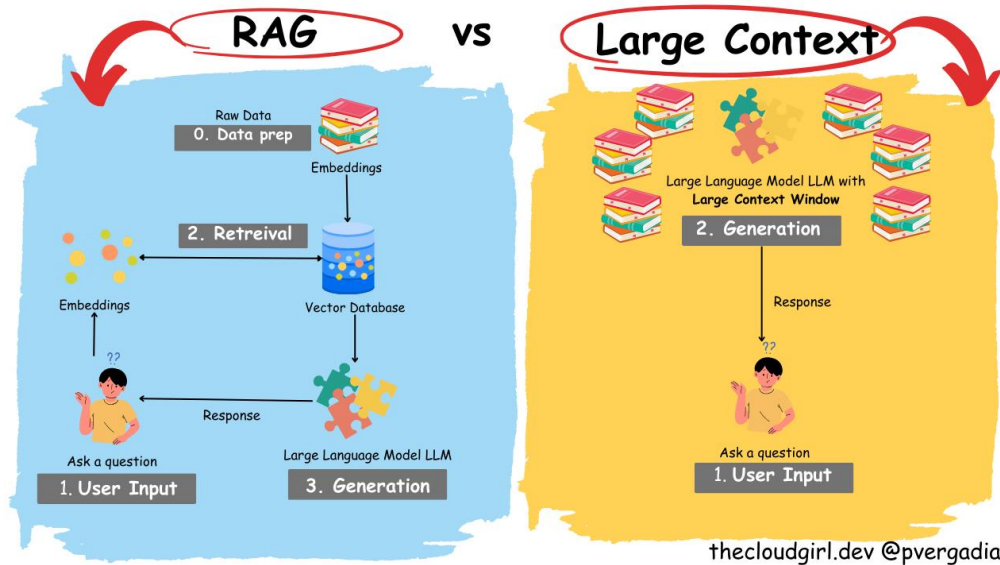 RAG vs Large Context
Raw Data
0. Data prep
Embeddings
2. Retreival
Embeddings
Vector Database
??
Response
Ask a question
1. User Input
Large Language Model LLM
3. Generation
Large Language Model LLM with
Large Context Window
2. Generation
Response
??
Ask a question
1. User Input
thecloudgirl.dev @pvergadia